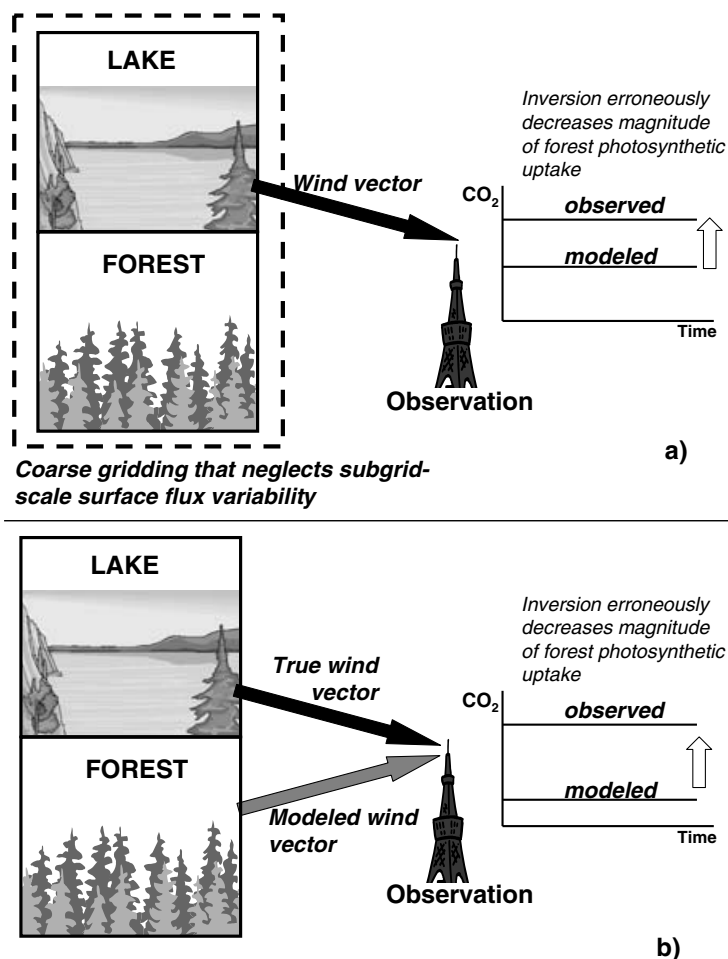 LAKE
Inversion erroneously
decreases magnitude
of forest photosynthetic
uptake
Wind vector
CO2
observed
FOREST
modeled
Time
Observation
a)
Coarse gridding that neglects subgrid-
scale surface flux variability
LAKE
Inversion erroneously
decreases magnitude
of forest photosynthetic
uptake
True wind
vector
CO2
observed
FOREST
modeled
Modeled wind
vector
Time
Observation
b)